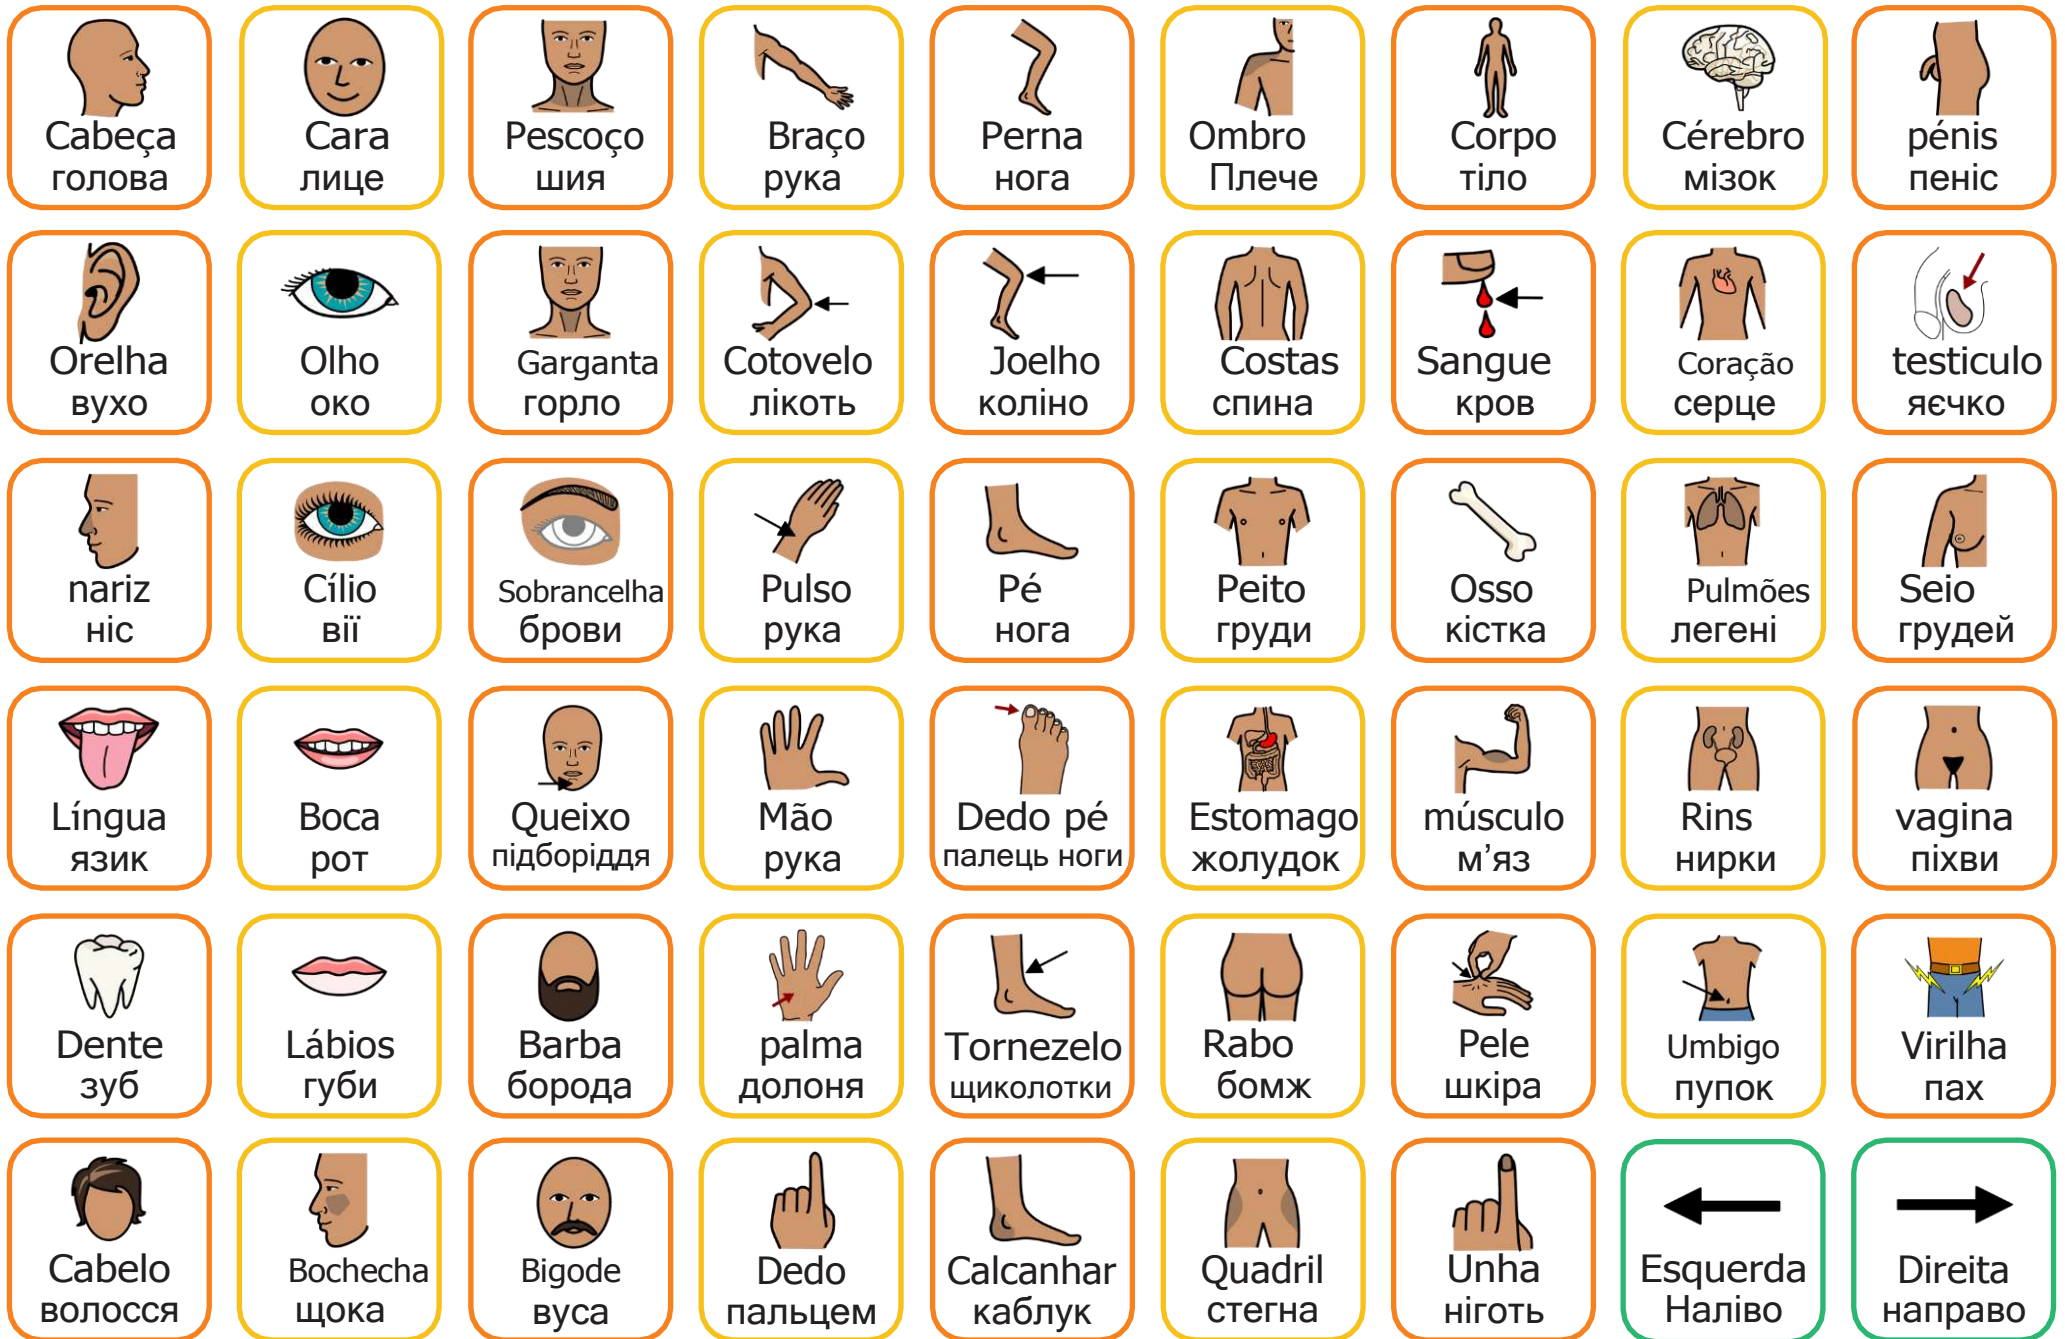 Cabeça
голова
Cara
лице
Pescoço
шия
Braço
рука
Perna
нога
Ombro
Плече
Corpo
тіло
Cérebro
мізок
pénis
пеніс
Orelha
вухо
Olho
око
Garganta
горло
Cotovelo
лікоть
Joelho
коліно
Costas
спина
Sangue
кров
Coração
серце
testiculo
яєчко
nariz
ніс
Cílio
вії
Sobrancelha
брови
Pulso
рука
Pé
нога
Peito
груди
Osso
кістка
Pulmões
легені
Seio
грудей
Língua
язик
Boca
рот
Queixo
підборіддя
Mão
рука
Dedo pé
палець ноги
Estomago
жолудок
músculo
м’яз
Rins
нирки
vagina
піхви
Dente
зуб
Lábios
губи
Barba
борода
palma
долоня
Tornezelo
щиколотки
Rabo
бомж
Pele
шкіра
Umbigo
пупок
Virilha
пах
Cabelo
волосся
Bochecha
щока
Bigode
вуса
Dedo
пальцем
Calcanhar
каблук
Quadril
стегна
Unha
ніготь
Esquerda
Наліво
Direita
направо